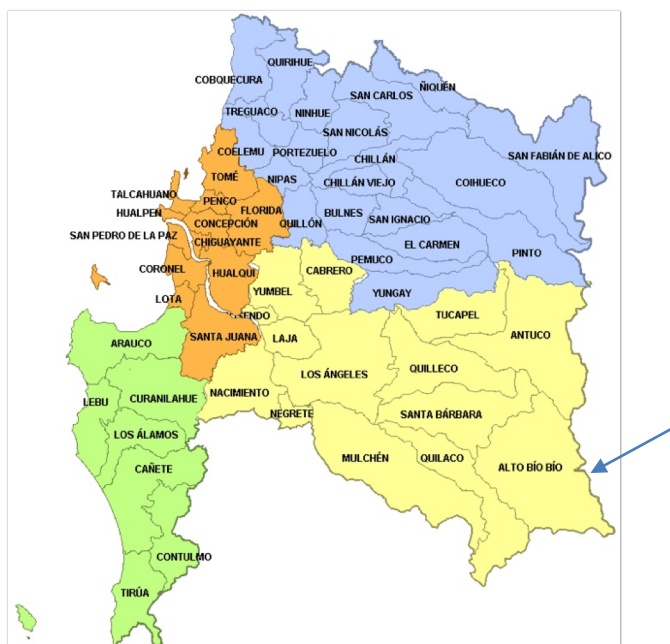 QUIRIHUE
COBQUECURA
ÑIQUÉN
SAN CARLOS
TREGUACO
NINHUE
SAN NICOLÁS
COELEMU
PORTEZUELO
CHILLÁN
SAN FABIÁN DE ALICO
TOMÉ
NIPAS
CHILLÁN VIEJO
COIHUECO
TALCAHUANO
PENCO
HUALPÉN
FLORIDA
BULNES
CONCEPCIÓN
QUILLÓN
SAN IGNACIO
SAN PEDRO DE LA PAZ
CHIGUAYANTE
EL CARMEN
PINTO
PEMUCO
CORONEL
HUALQUI
CABRERO
YUMBEL
YUNGAY
LOTA
TUCAPEL
SENDO
ANTUCO
SANTA JUANA
LAJA
ARAUCO
LOS ÁNGELES
QUILLECO
NACIMIENTO
CURANILAHUE
LEBU
NEGRETE
SANTA BÁRBARA
LOS ÁLAMOS
MULCHÉN
QUILACO
ALTO BÍO BÍO
CAÑETE
CONTULMO
TIRÚA